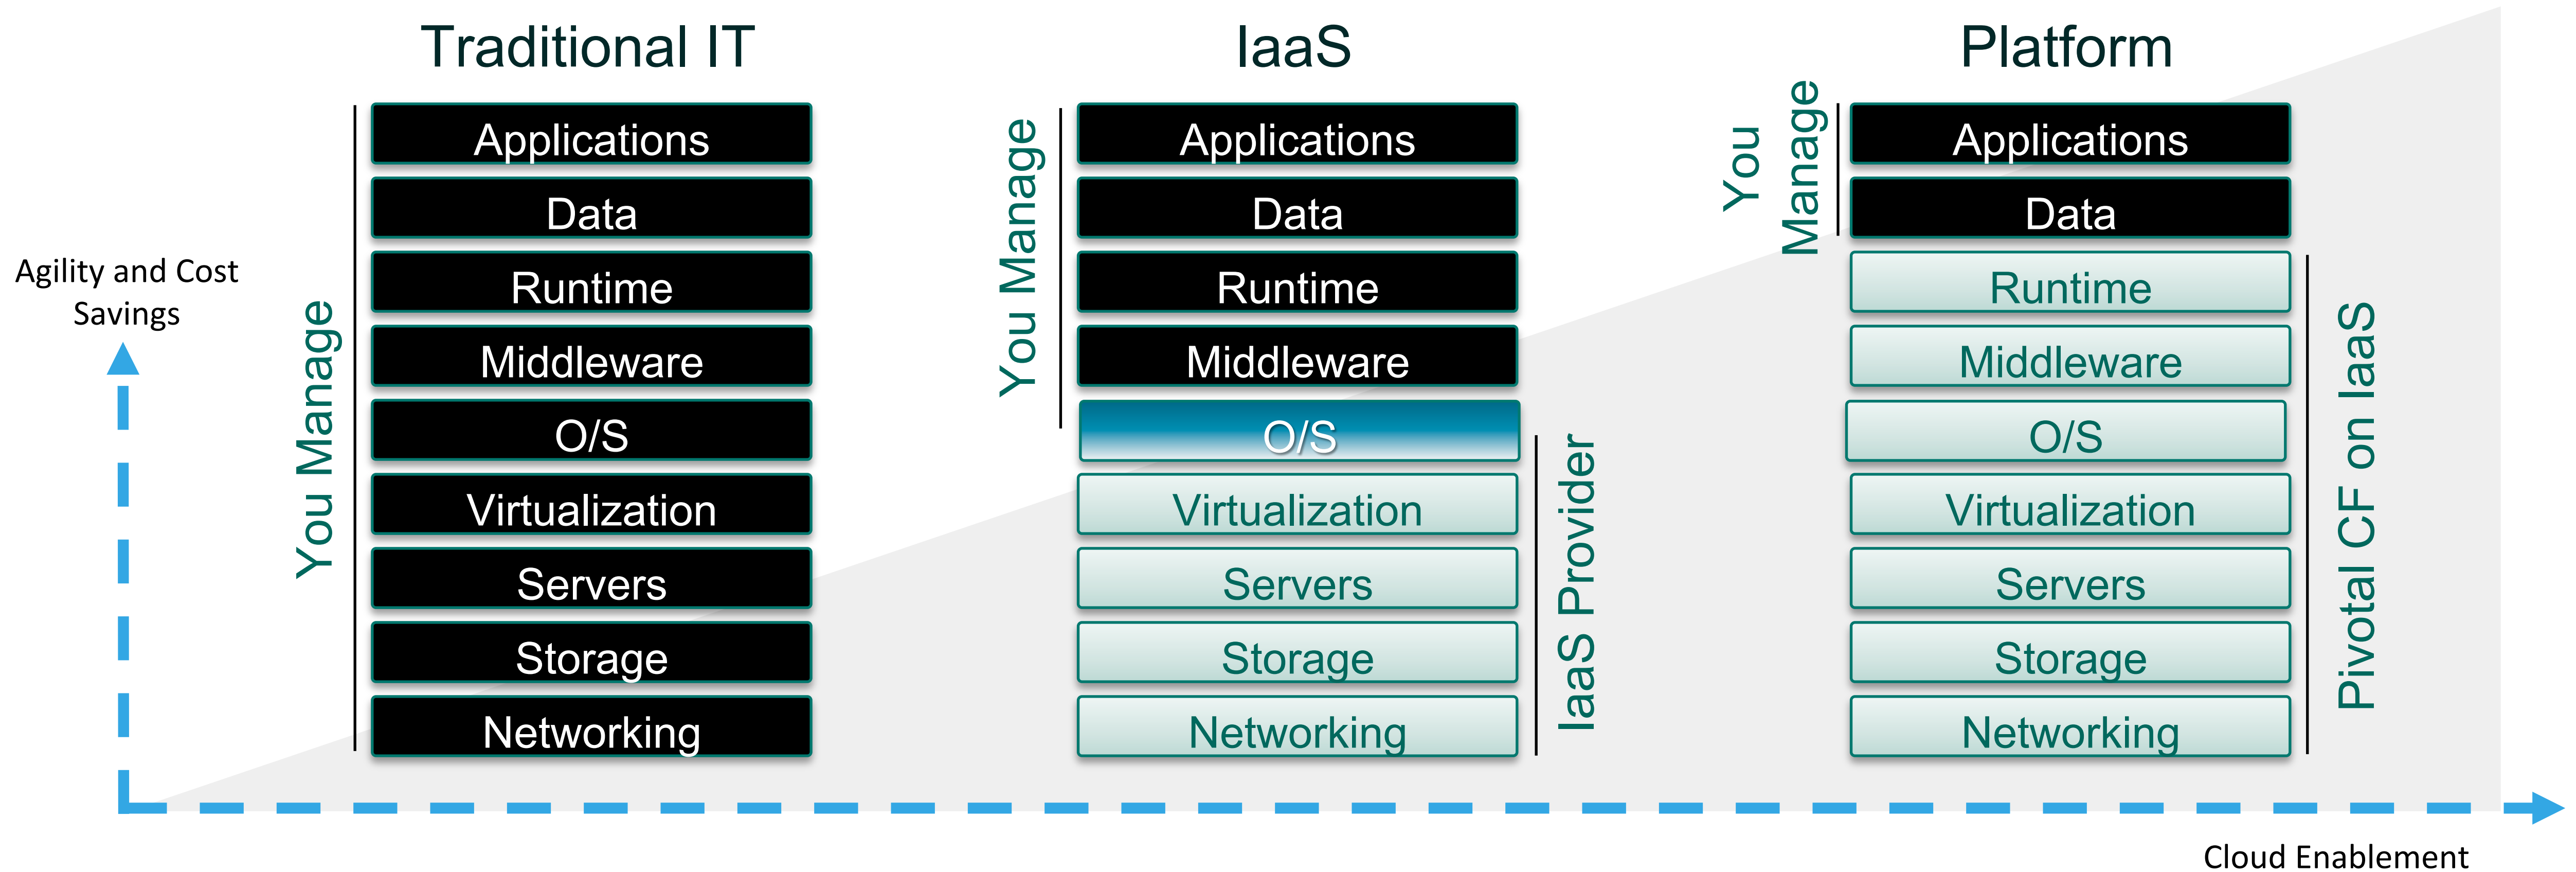 Traditional IT
IaaS
Platform
Agility and Cost
Savings
You Manage
Applications
Data
Runtime
Middleware
O/S
Virtualization
Servers
Storage
Networking
You Manage
Applications
Data
Runtime
Middleware
O/S
Virtualization
Servers
Storage
Networking
IaaS Provider
You
Manage
Applications
Data
Runtime
Middleware
O/S
Virtualization
Servers
Storage
Networking
Pivotal CF on IaaS
Cloud Enablement